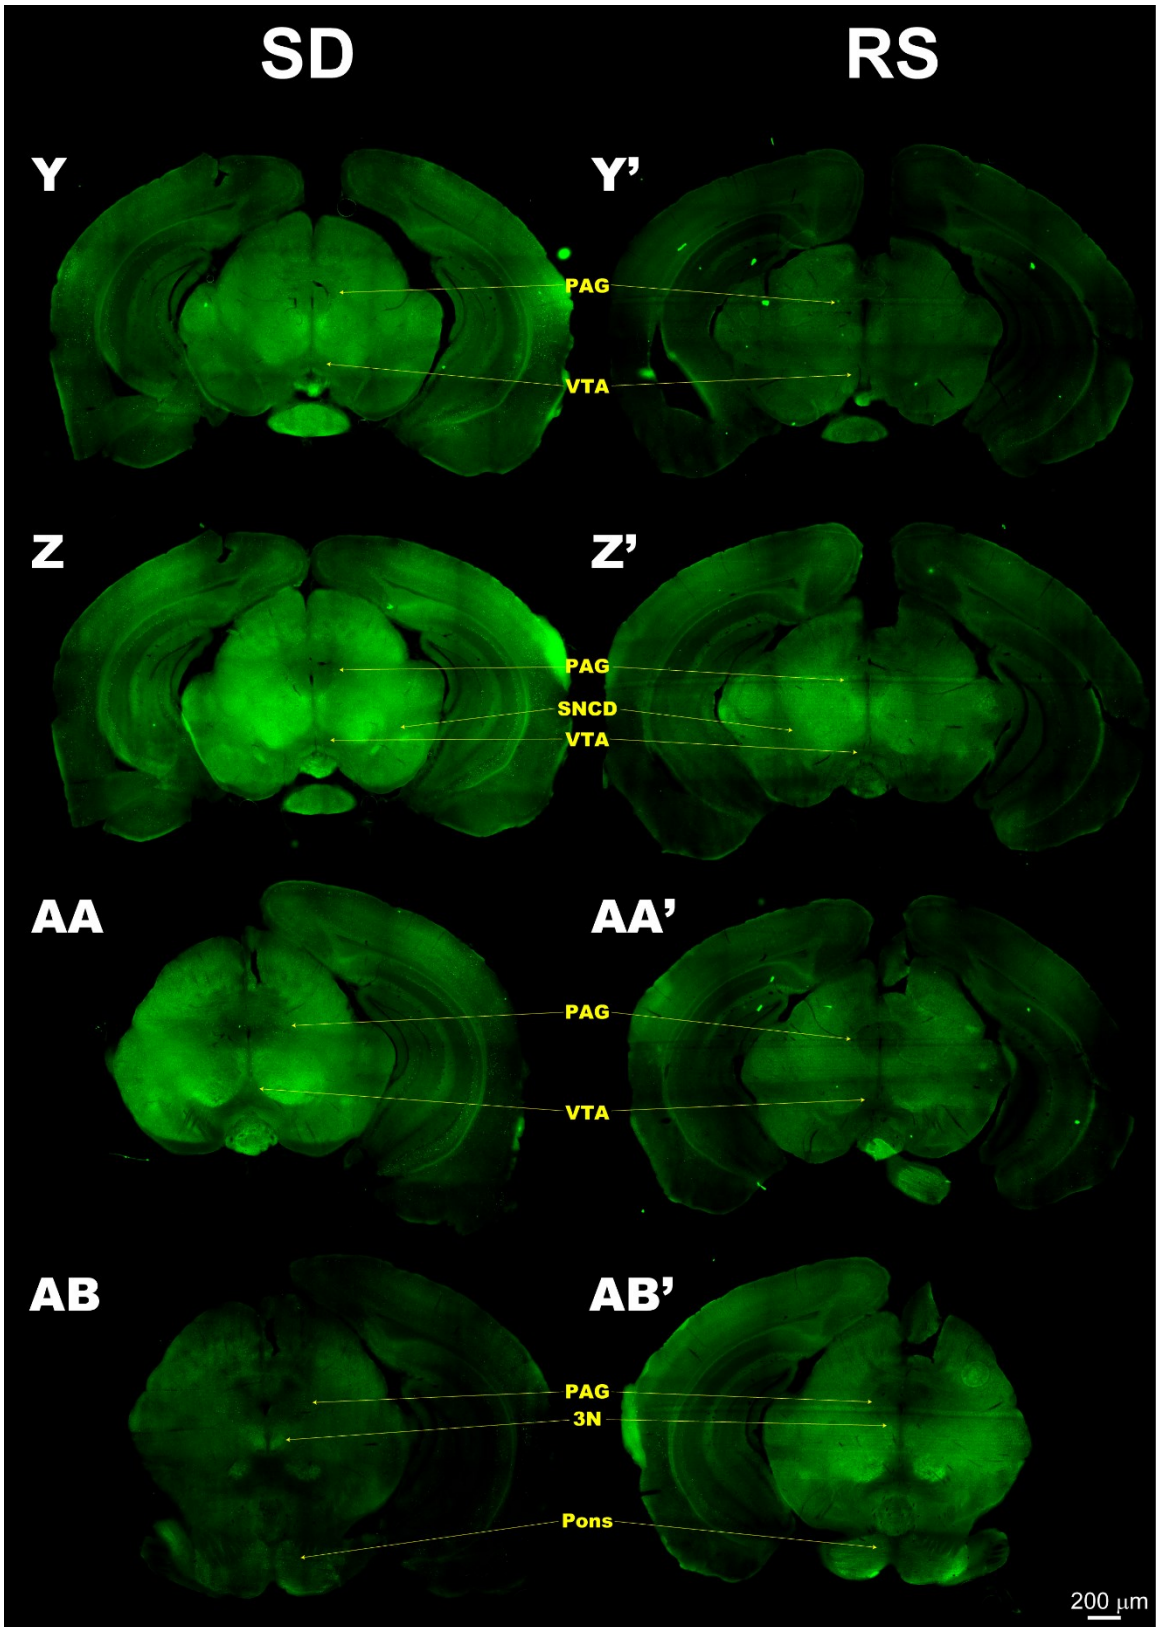 SD RS
Y Y’
PAG
VTA
Z Z’
PAG
SNCD
VTA
AA AA’
PAG
VTA
AB AB’
PAG
3N
Pons
200 μm